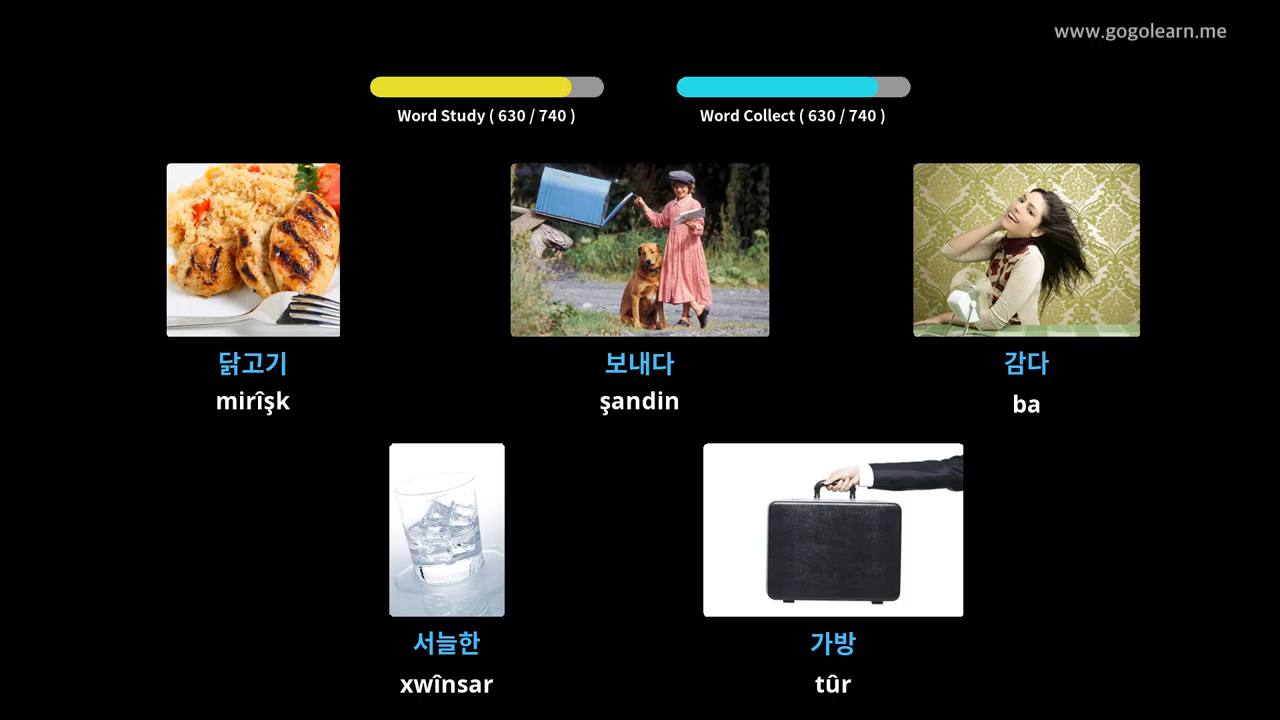 www.gogolearn.me
Word Study ( 630 / 740 )
Word Collect ( 630 / 740 )
닭고기
mirîşk
보내다
şandin
감다
ba
서늘한
xwînsar
가방
tûr